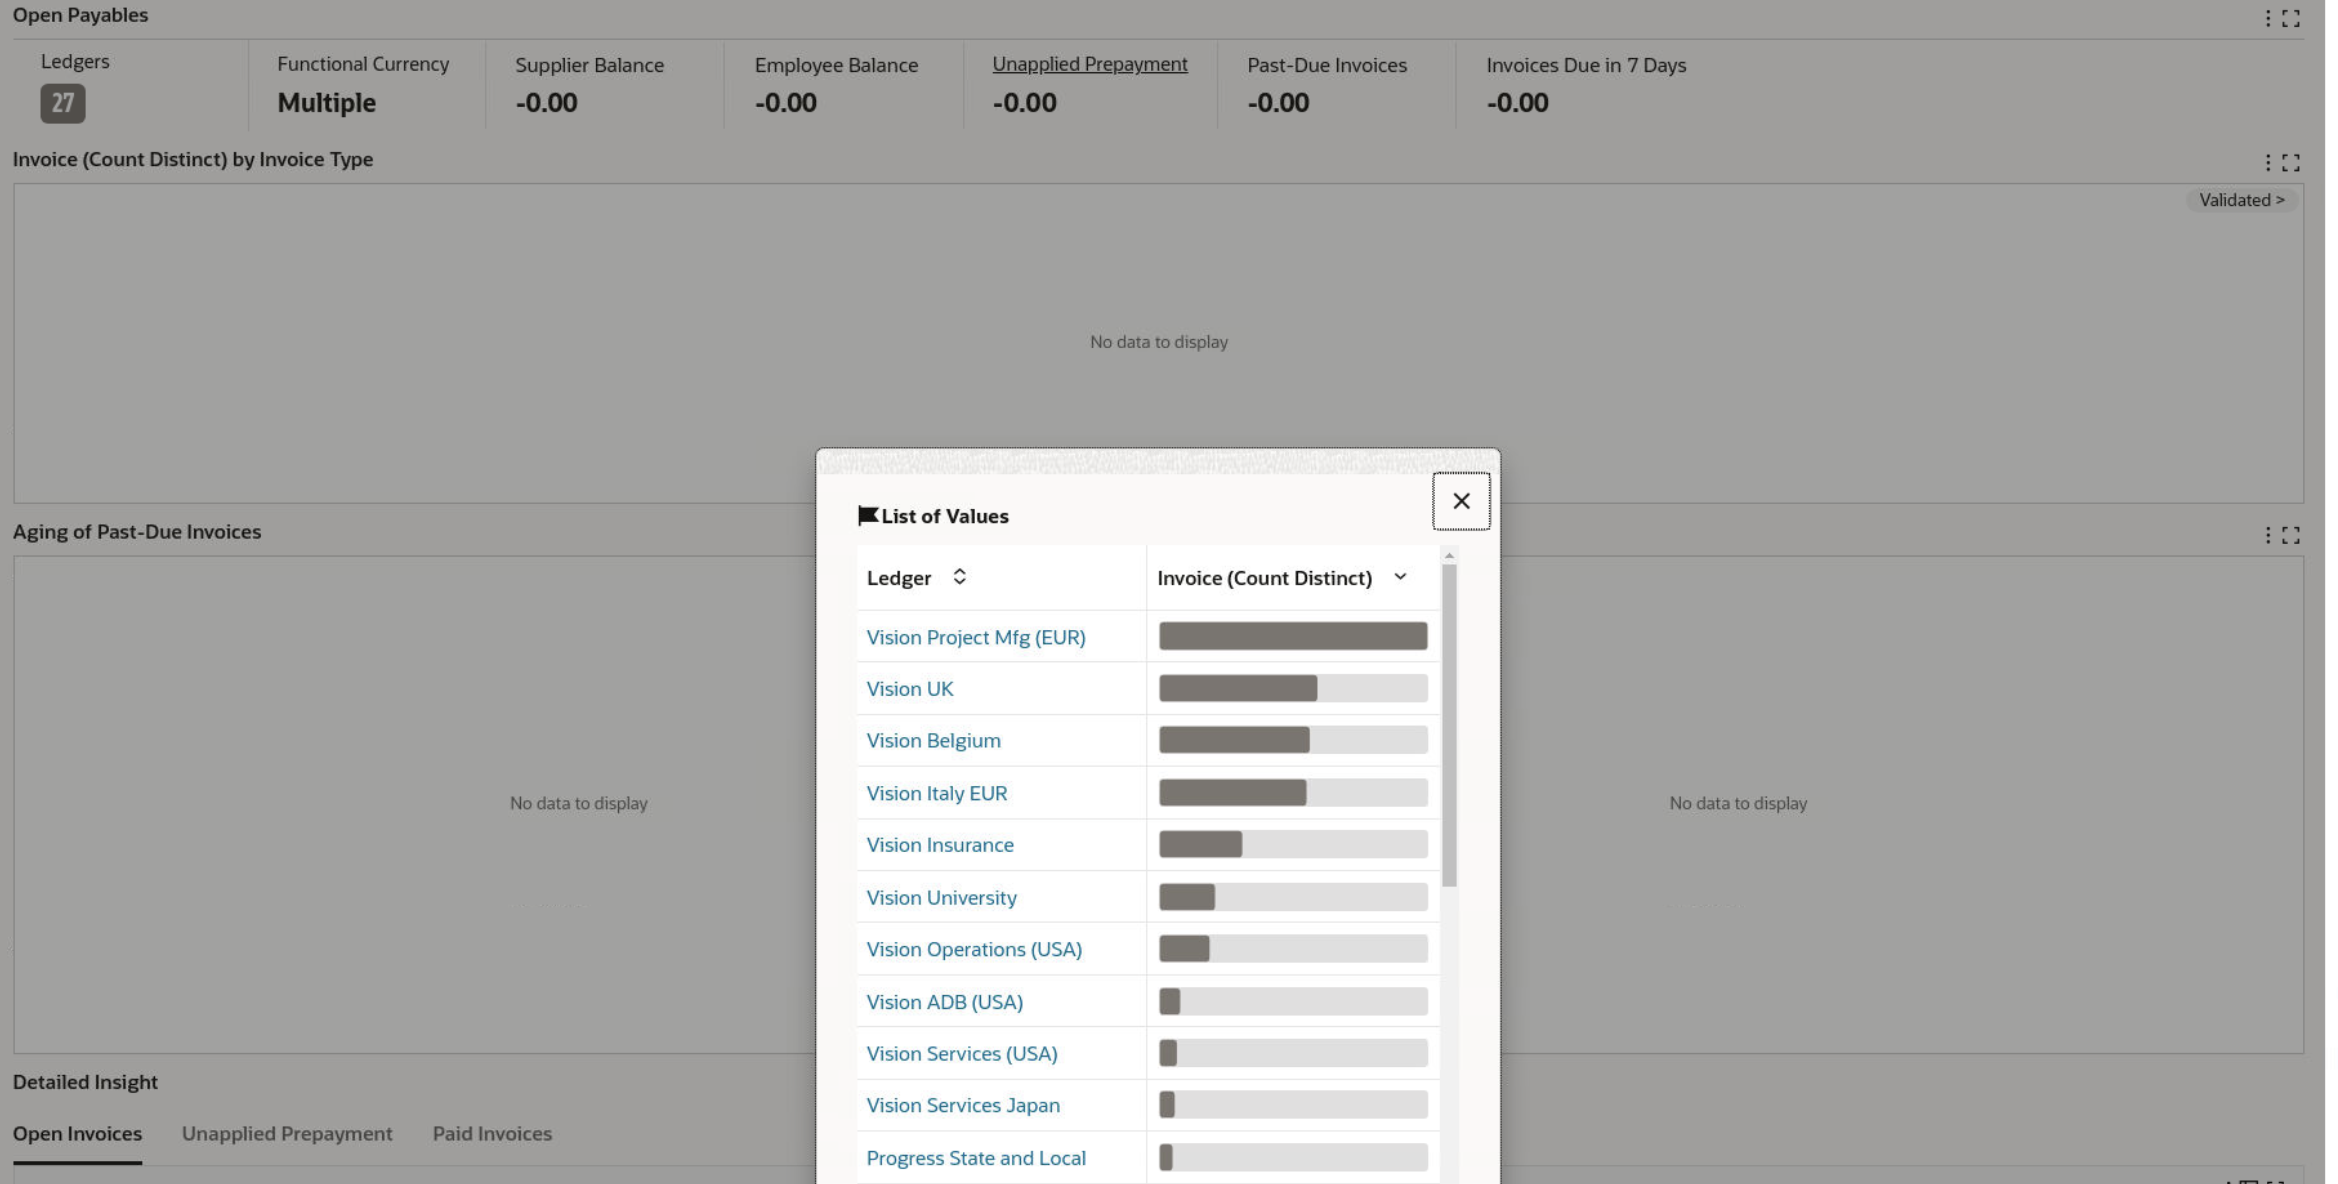 Open Payables
Ledgers
27
Functional Currency
Multiple
Supplier Balance
-0.00
Employee Balance
-0.00
Unapplied Prepayment
-0.00
Past-Due Invoices
-0.00
Invoices Due in 7 Days
-0.00
Invoice (Count Distinct) by Invoice Type
Validated >
No data to display
Aging of Past-Due Invoices
No data to display
No data to display
List of Values
Ledger
Invoice (Count Distinct)
Vision Project Mfg (EUR)
Vision UK
Vision Belgium
Vision Italy EUR
Vision Insurance
Vision University
Vision Operations (USA)
Vision ADB (USA)
Vision Services (USA)
Vision Services Japan
Progress State and Local
Detailed Insight
Open Invoices
Unapplied Prepayment
Paid Invoices